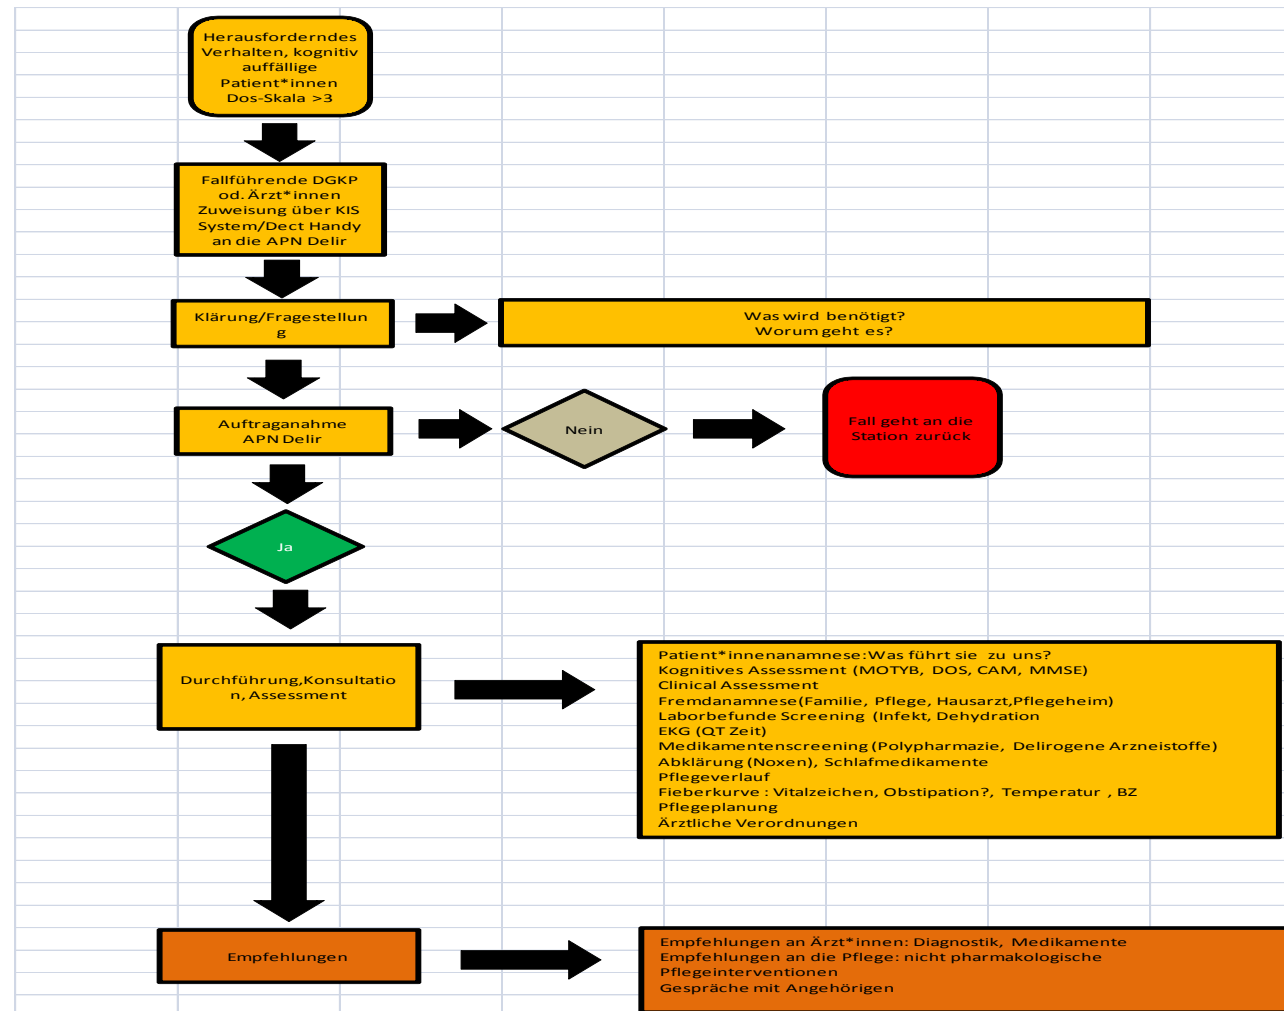 Herausforderndes
Verhalten, kognitiv
auffällige
Patient*innen
Dos-Skala >3
Fallführende DGKP
od. Ärzt*innen
Zuweisung über KIS
System/Dect Handy
an die APN Delir
Klärung/Fragestellun
g
Was wird benötigt?
Worum geht es?
Auftraganahme
APN Delir
Nein
Fall geht an die
Station zurück
Ja
Durchführung,Konsultatio
n, Assessment
Patient*innenanamnese:Was führt sie zu uns?
Kognitives Assessment (MOTYB, DOS, CAM, MMSE)
Clinical Assessment
Fremdanamnese(Familie, Pflege, Hausarzt,Pflegeheim)
Laborbefunde Screening (Infekt, Dehydration
EKG (QT Zeit)
Medikamentenscreening (Polypharmazie, Delirogene Arzneistoffe)
Abklärung (Noxen), Schlafmedikamente
Pflegeverlauf
Fieberkurve : Vitalzeichen, Obstipation?, Temperatur , BZ
Pflegeplanung
Ärztliche Verordnungen
Empfehlungen
Empfehlungen an Ärzt*innen: Diagnostik, Medikamente
Empfehlungen an die Pflege: nicht pharmakologische
Pflegeinterventionen
Gespräche mit Angehörigen